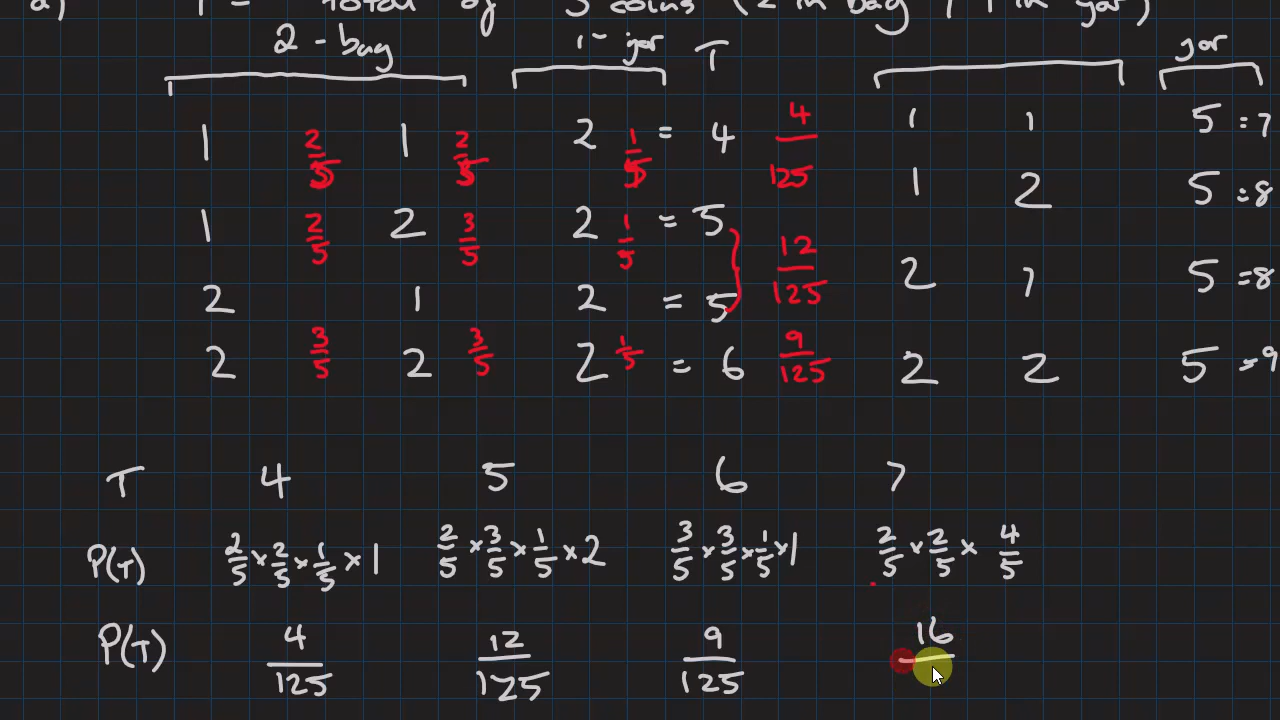 a) T = total of 3 coins (2 in bag, 1 in jar)
2 - bag 1 - jar T jar
1 2/5 1 2/5 2 1/5 = 4 4/125 1 1 5 = 7
1 2/5 2 3/5 2 1/5 = 5 1 2 5 = 8
12/125
2 1 2 = 5 2 1 5 = 8
2 3/5 2 3/5 2 1/5 = 6 9/125 2 2 5 = 9
T 4 5 6 7
P(T) 2/5 × 2/5 × 1/5 × 1 2/5 × 3/5 × 1/5 × 2 3/5 × 3/5 × 1/5 × 1 2/5 × 2/5 × 4/5
P(T) 4/125 12/125 9/125 16